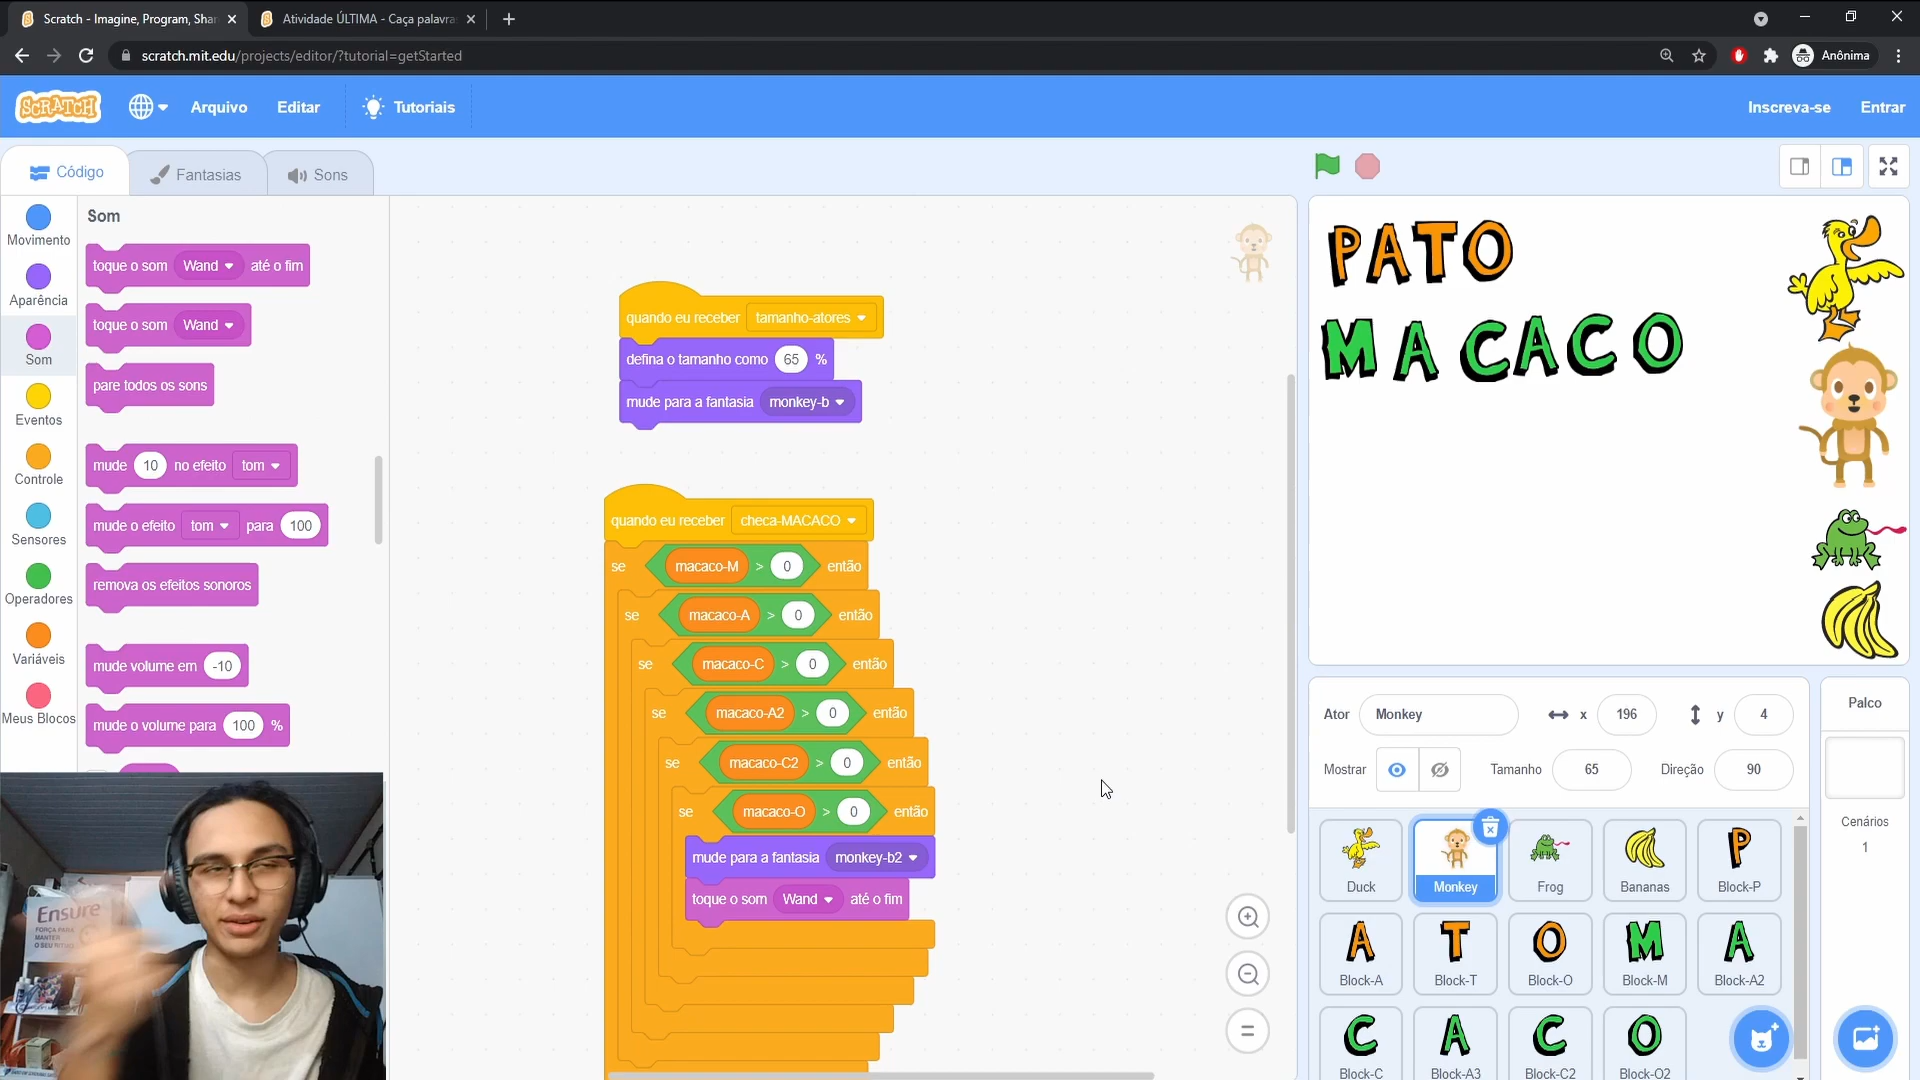 Scratch - Imagine, Program, Shar
Atividade ÚLTIMA - Caça palavra
scratch.mit.edu/projects/editor/?tutorial=getStarted
Anônima
SCRATCH
Arquivo
Editar
Tutoriais
Inscreva-se
Entrar
Código
Fantasias
Sons
Movimento
Aparência
Som
Eventos
Controle
Sensores
Operadores
Variáveis
Meus Blocos
Som
toque o som Wand até o fim
toque o som Wand
pare todos os sons
mude 10 no efeito tom
mude o efeito tom para 100
remova os efeitos sonoros
mude volume em -10
mude o volume para 100 %
quando eu receber tamanho-atores
defina o tamanho como 65 %
mude para a fantasia monkey-b
quando eu receber checa-MACACO
se macaco-M > 0 então
se macaco-A > 0 então
se macaco-C > 0 então
se macaco-A2 > 0 então
se macaco-C2 > 0 então
se macaco-O > 0 então
mude para a fantasia monkey-b2
toque o som Wand até o fim
PATO
MACACO
Ator Monkey x 196 y 4
Mostrar Tamanho 65 Direção 90
Duck
Monkey
Frog
Bananas
P
Block-P
A
Block-A
T
Block-T
O
Block-O
M
Block-M
A
Block-A2
C
Block-C
A
Block-A3
C
Block-C2
O
Block-O2
Palco
Cenários
1
Ensure
FORÇA PARA
MANTER
O SEU RITMO